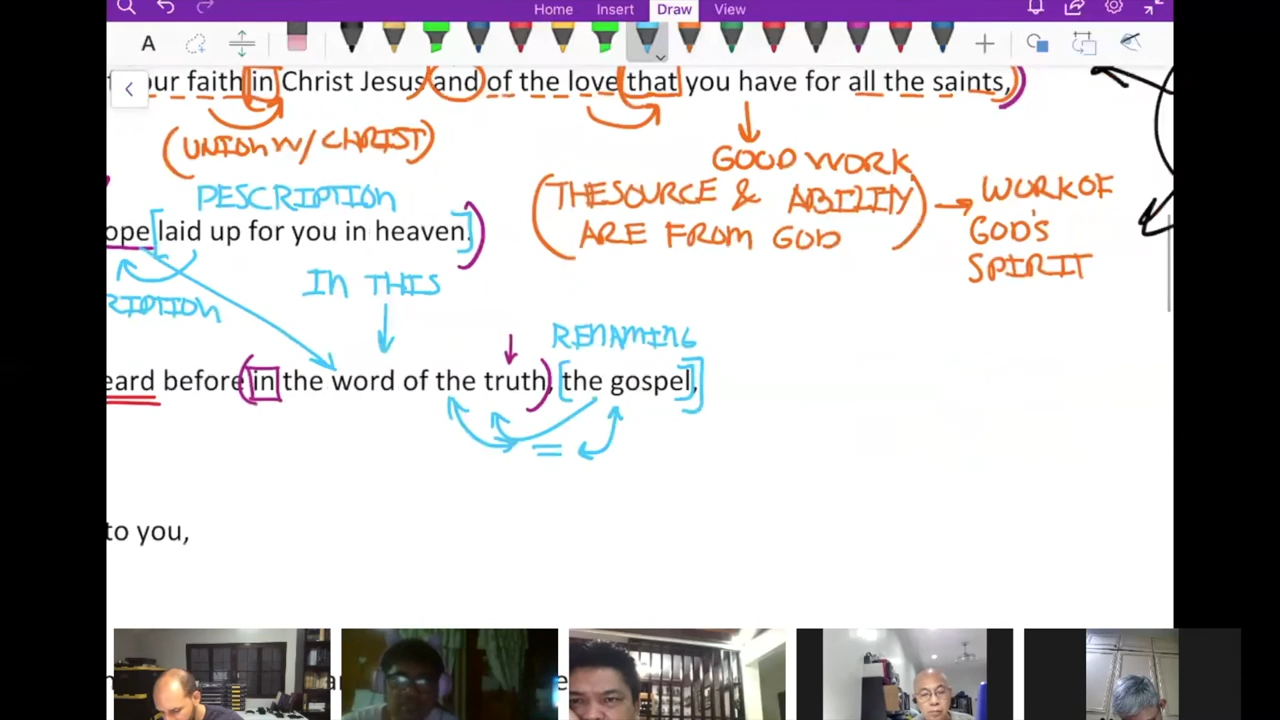 Home Insert Draw View
A
our faith in Christ Jesus and of the love that you have for all the saints,
(UNION W/ CHRIST)
GOOD WORK
(THE SOURCE & ABILITY
ARE FROM GOD)
WORK OF
GOD'S
SPIRIT
DESCRIPTION
ope [laid up for you in heaven.])
RIPTION
IN THIS
RENAMING
eard before (in the word of the truth), [the gospel,]
=
to you,